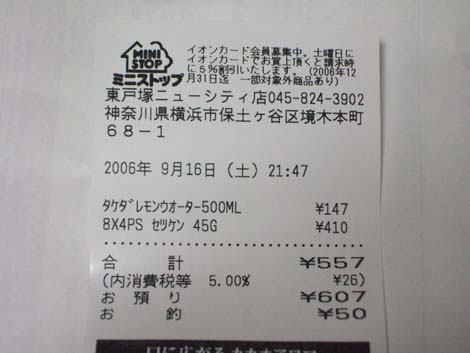 MINI
STOP
ミニストップ
イオンカード会員募集中。土曜日に
イオンカードでお買上頂くと請求時
に5%割引いたします。(2006年12
月31日迄 一部対象外商品あり)
東戸塚ニューシティ店045-824-3902
神奈川県横浜市保土ヶ谷区境木本町
68-1
2006年 9月16日 (土) 21:47
タケダレモンウオーター500ML ¥147
8X4PS セツケン 45G ¥410
合 計 ¥557
(内消費税等 5.00% ¥26)
お 預り ¥607
お 釣 ¥50